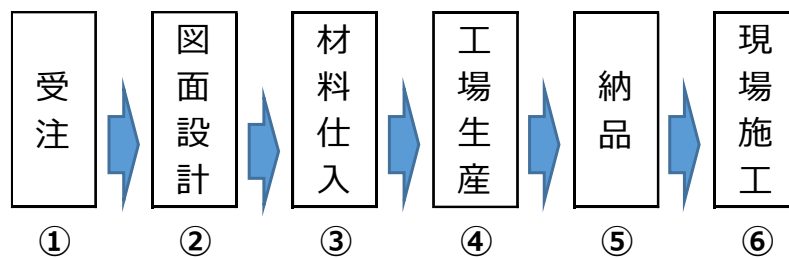 受注
図面設計
材料仕入
工場生産
納品
現場施工
① ② ③ ④ ⑤ ⑥